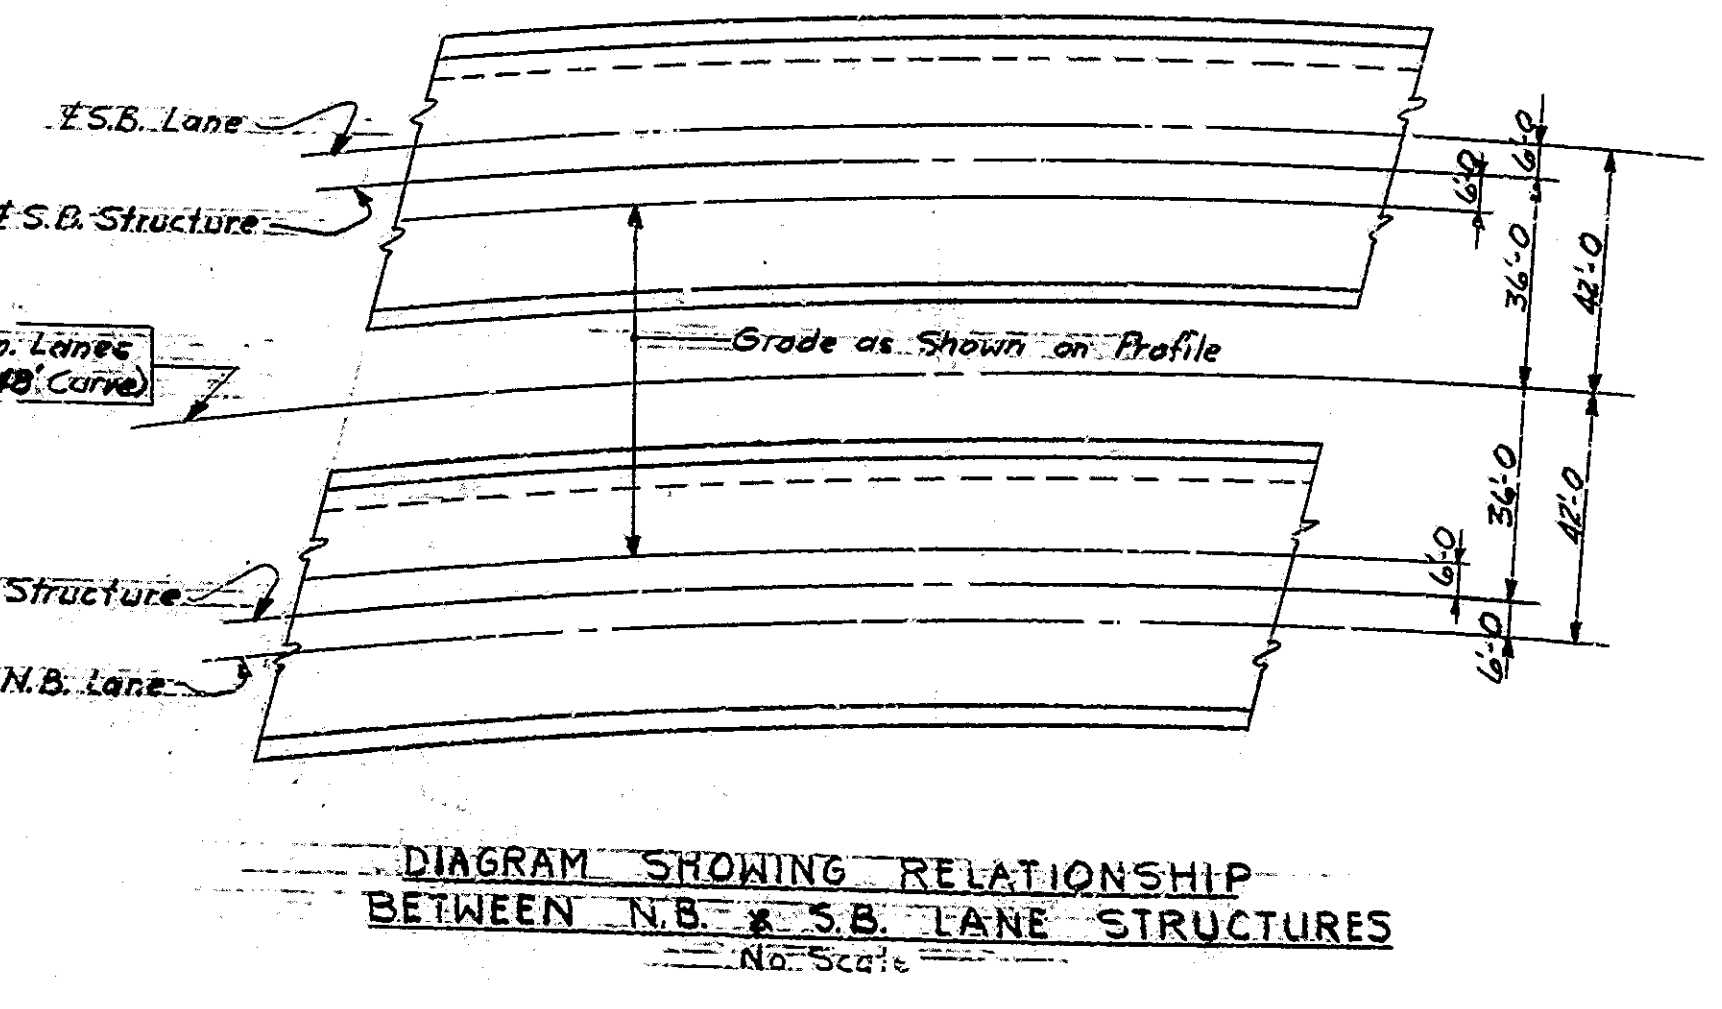 ℄ S.B. Lane
℄ S.B. Structure
Lanes
Curve)
Structure
N.B. Lane
Grade as Shown on Profile
6'-0
6'-0
36'-0
42'-0
36'-0
42'-0
6'-0
6'-0
DIAGRAM SHOWING RELATIONSHIP
BETWEEN N.B. & S.B. LANE STRUCTURES
No Scale